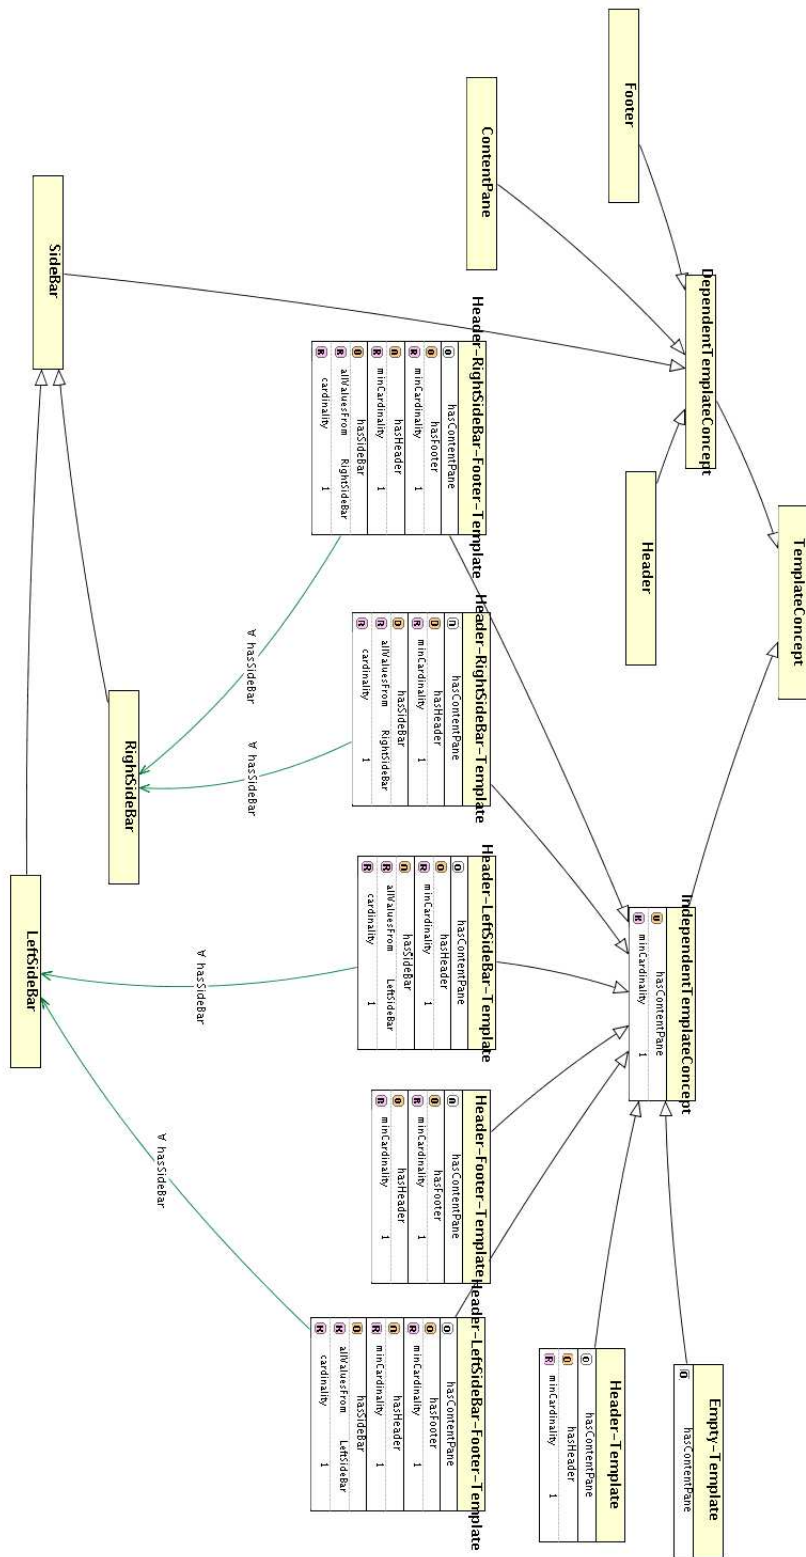 TemplateConcept
DependentTemplateConcept
Footer
ContentPane
Header
SideBar
RightSideBar
LeftSideBar
IndependentTemplateConcept
hasContentPane
minCardinality 1
Empty-Template
hasContentPane
Header-Template
hasContentPane
hasHeader
minCardinality 1
Header-RightSideBar-Footer-Template
hasContentPane
hasFooter
minCardinality 1
hasHeader
minCardinality 1
hasSideBar
allValuesFrom RightSideBar
cardinality 1
Header-RightSideBar-Template
hasContentPane
hasHeader
minCardinality 1
hasSideBar
allValuesFrom RightSideBar
cardinality 1
Header-LeftSideBar-Template
hasContentPane
hasHeader
minCardinality 1
hasSideBar
allValuesFrom LeftSideBar
cardinality 1
Header-Footer-Template
hasContentPane
hasFooter
minCardinality 1
hasHeader
minCardinality 1
Header-LeftSideBar-Footer-Template
hasContentPane
hasFooter
minCardinality 1
hasHeader
minCardinality 1
hasSideBar
allValuesFrom LeftSideBar
cardinality 1
∀ hasSideBar
∀ hasSideBar
∀ hasSideBar
∀ hasSideBar